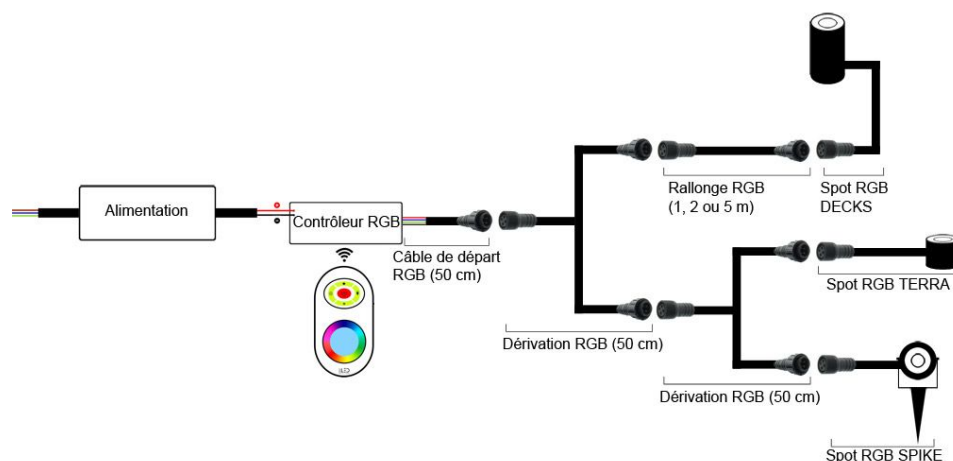 Alimentation
Contrôleur RGB
Câble de départ
RGB (50 cm)
Rallonge RGB
(1, 2 ou 5 m)
Spot RGB
DECKS
Spot RGB TERRA
Dérivation RGB (50 cm)
Dérivation RGB (50 cm)
Spot RGB SPIKE